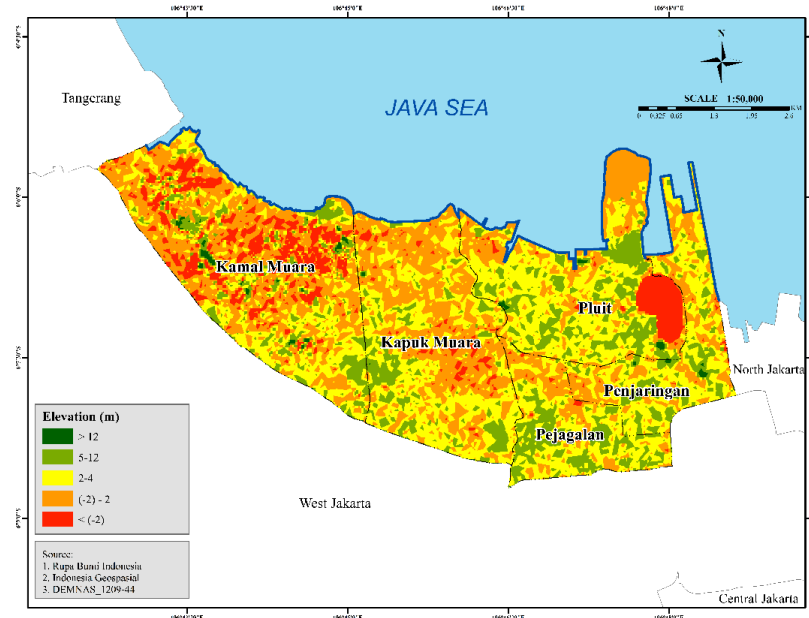 N
SCALE 1:50,000
0 0.325 0.65 1.3 1.95 2.6
KM
Tangerang
JAVA SEA
Kamal Muara
Pluit
Kapuk Muara
North Jakarta
Penjaringan
Pejagalan
West Jakarta
Central Jakarta
Elevation (m)
> 12
5-12
2-4
(-2) - 2
< (-2)
Source:
1. Rupa Bumi Indonesia
2. Indonesia Geospasial
3. DEMNAS_1209-44